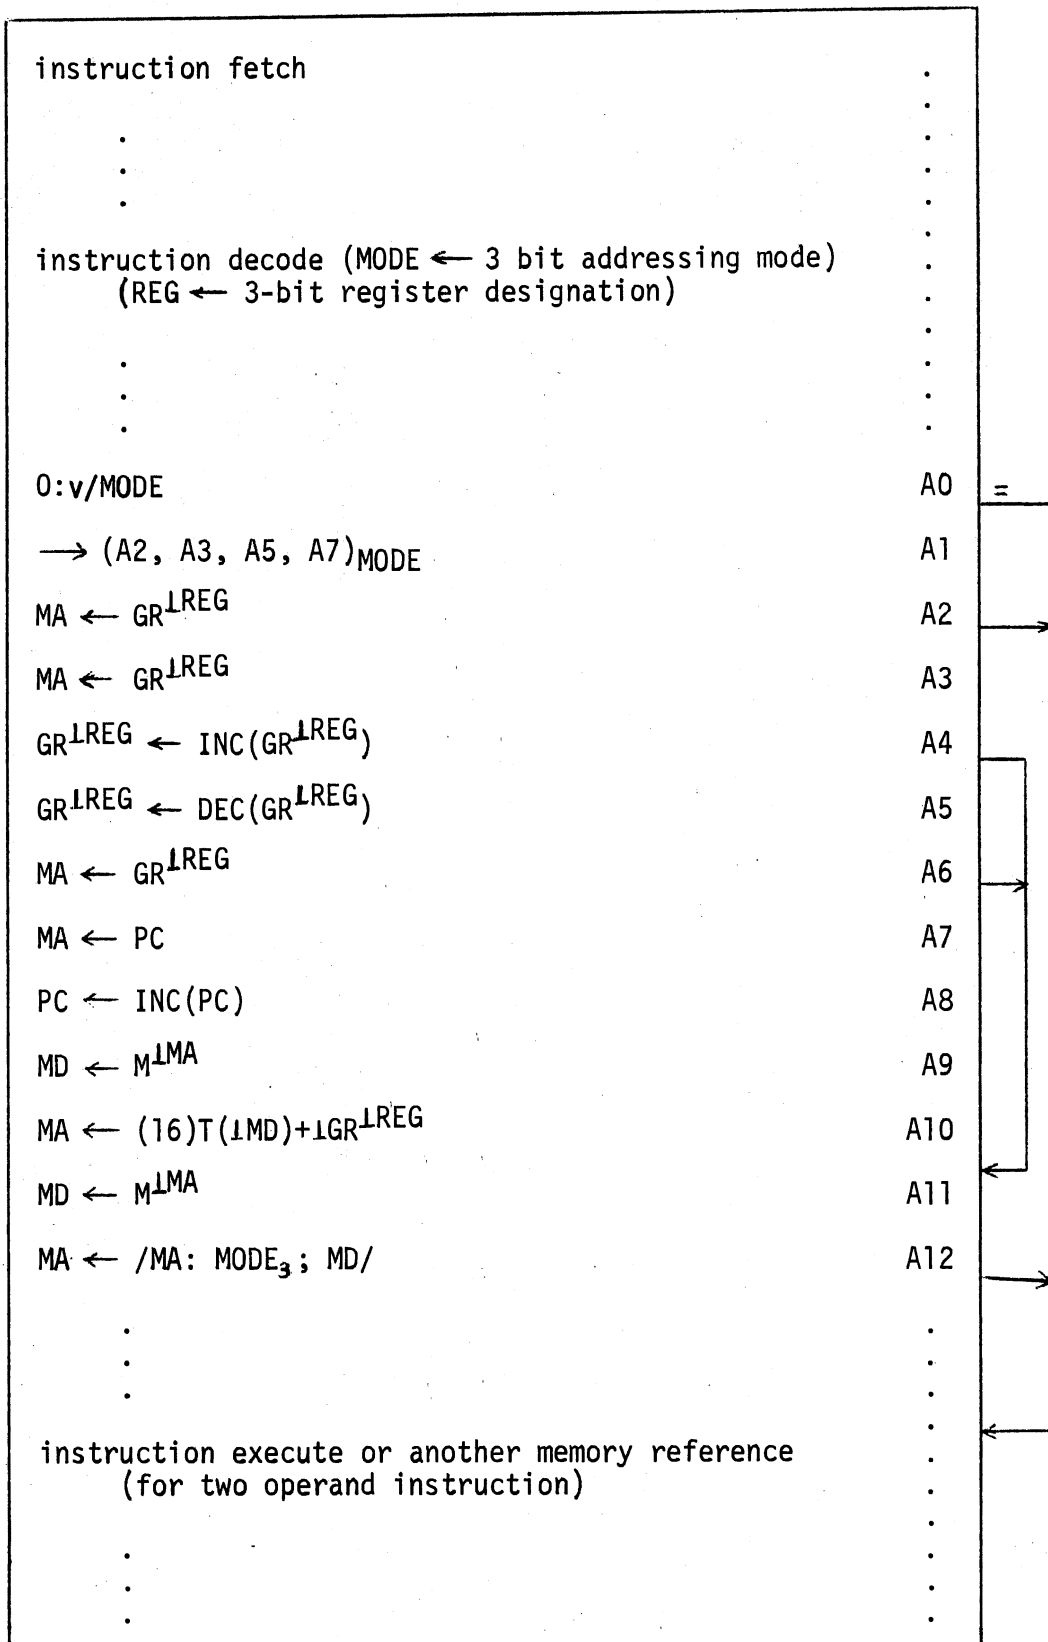 instruction fetch
instruction decode (MODE ← 3 bit addressing mode)
(REG ← 3-bit register designation)
0:v/MODE A0 =
→ (A2, A3, A5, A7)MODE A1
MA ← GR⊥REG A2
MA ← GR⊥REG A3
GR⊥REG ← INC(GR⊥REG) A4
GR⊥REG ← DEC(GR⊥REG) A5
MA ← GR⊥REG A6
MA ← PC A7
PC ← INC(PC) A8
MD ← M⊥MA A9
MA ← (16)T(⊥MD)+⊥GR⊥REG A10
MD ← M⊥MA A11
MA ← /MA: MODE3; MD/ A12
instruction execute or another memory reference
(for two operand instruction)